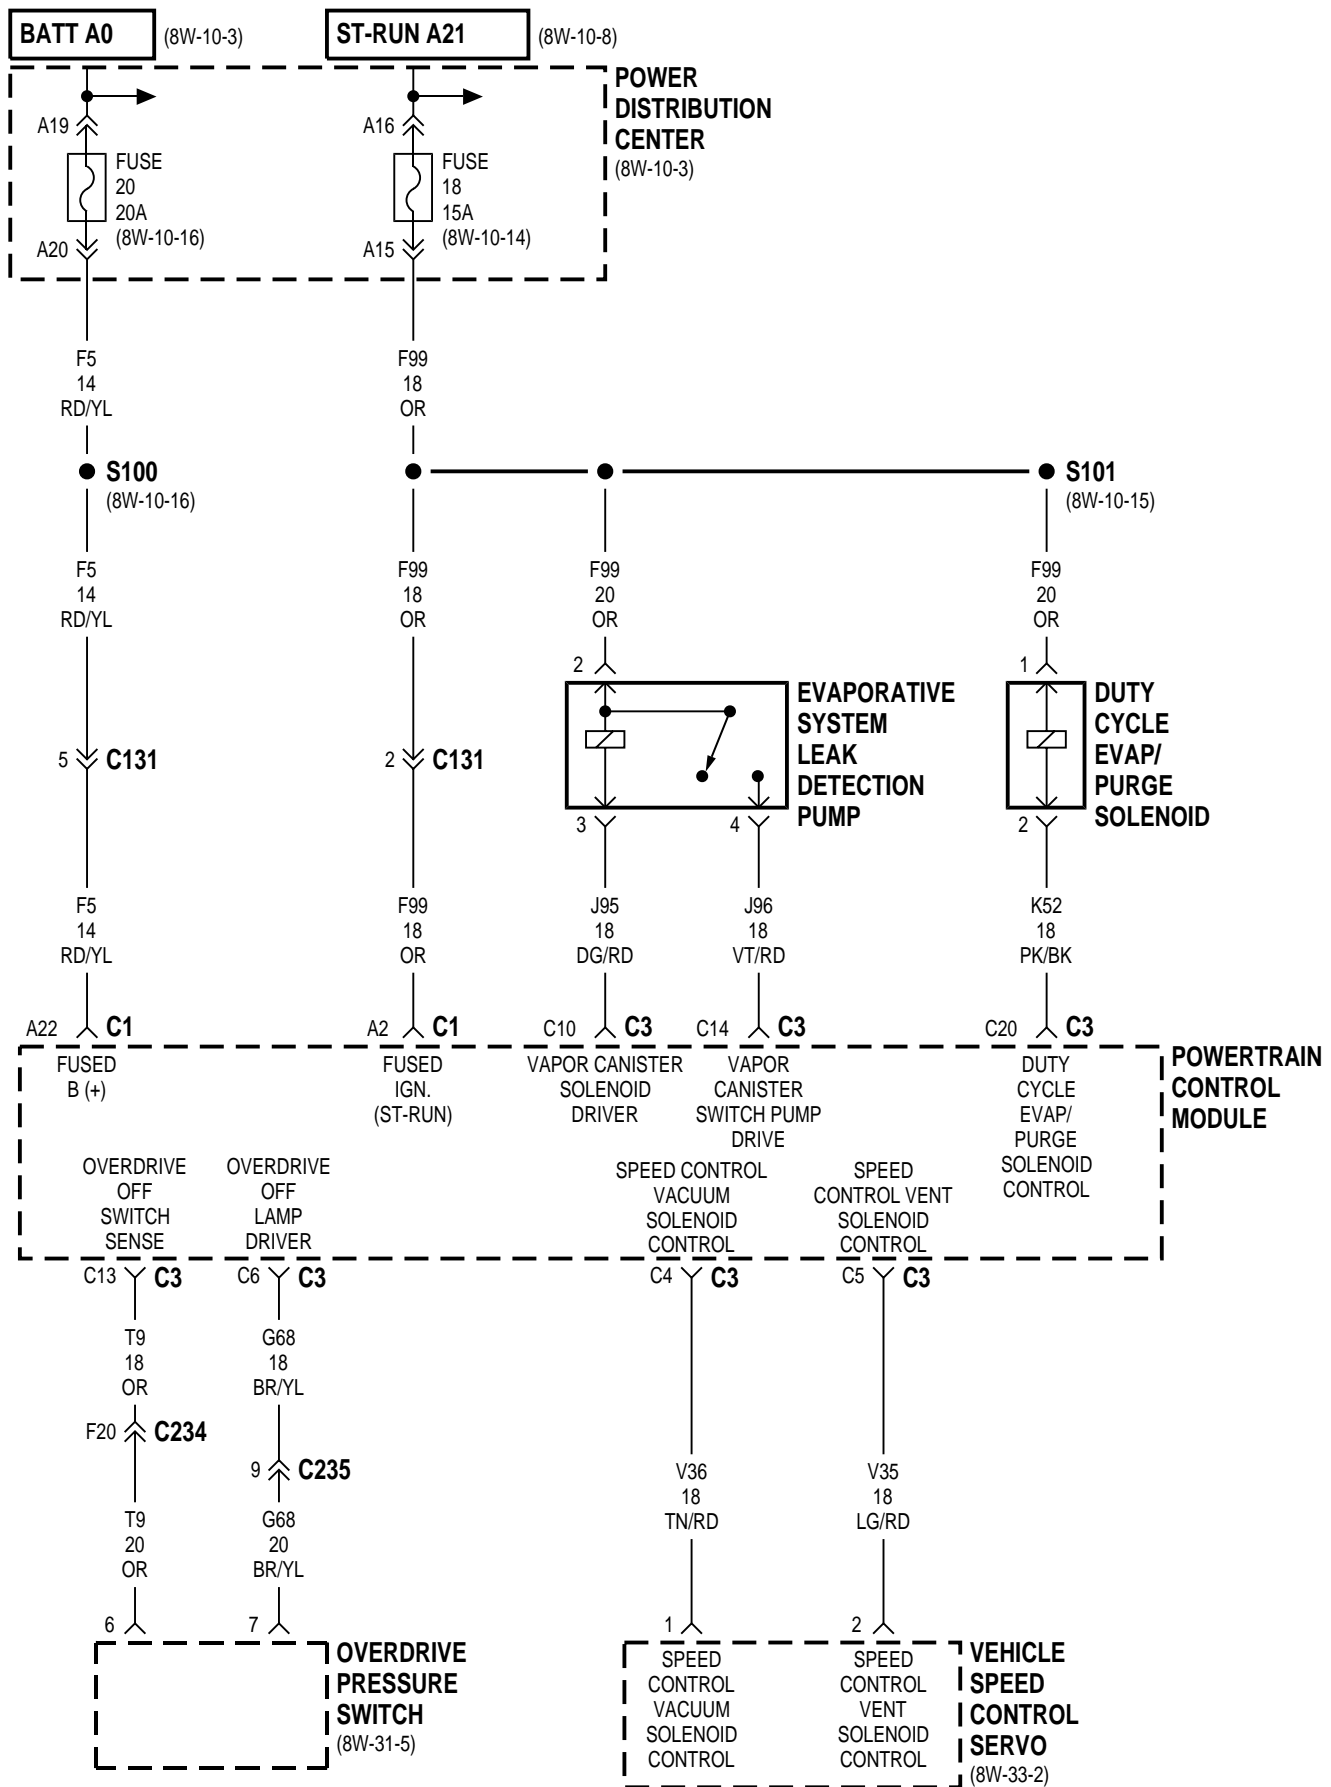 BATT A0 (8W-10-3) ST-RUN A21 (8W-10-8)
POWER
DISTRIBUTION
CENTER
(8W-10-3)
A19 A16
FUSE FUSE
20 18
20A 15A
(8W-10-16) (8W-10-14)
A20 A15
F5 F99
14 18
RD/YL OR
S100 S101
(8W-10-16) (8W-10-15)
F5 F99 F99 F99
14 18 20 20
RD/YL OR OR OR
2 1
EVAPORATIVE
SYSTEM
LEAK
DETECTION
PUMP
DUTY
CYCLE
EVAP/
PURGE
SOLENOID
5 C131 2 C131
3 4 2
F5 F99 J95 J96 K52
14 18 18 18 18
RD/YL OR DG/RD VT/RD PK/BK
A22 C1 A2 C1 C10 C3 C14 C3 C20 C3
POWERTRAIN
CONTROL
MODULE
FUSED
B (+)
FUSED
IGN.
(ST-RUN)
VAPOR CANISTER
SOLENOID
DRIVER
VAPOR
CANISTER
SWITCH PUMP
DRIVE
DUTY
CYCLE
EVAP/
PURGE
SOLENOID
CONTROL
OVERDRIVE
OFF
SWITCH
SENSE
OVERDRIVE
OFF
LAMP
DRIVER
SPEED CONTROL
VACUUM
SOLENOID
CONTROL
SPEED
CONTROL VENT
SOLENOID
CONTROL
C13 C3 C6 C3 C4 C3 C5 C3
T9 G68
18 18
OR BR/YL
F20 C234
9 C235
V36 V35
18 18
TN/RD LG/RD
T9 G68
20 20
OR BR/YL
6 7 1 2
OVERDRIVE
PRESSURE
SWITCH
(8W-31-5)
SPEED
CONTROL
VACUUM
SOLENOID
CONTROL
SPEED
CONTROL
VENT
SOLENOID
CONTROL
VEHICLE
SPEED
CONTROL
SERVO
(8W-33-2)